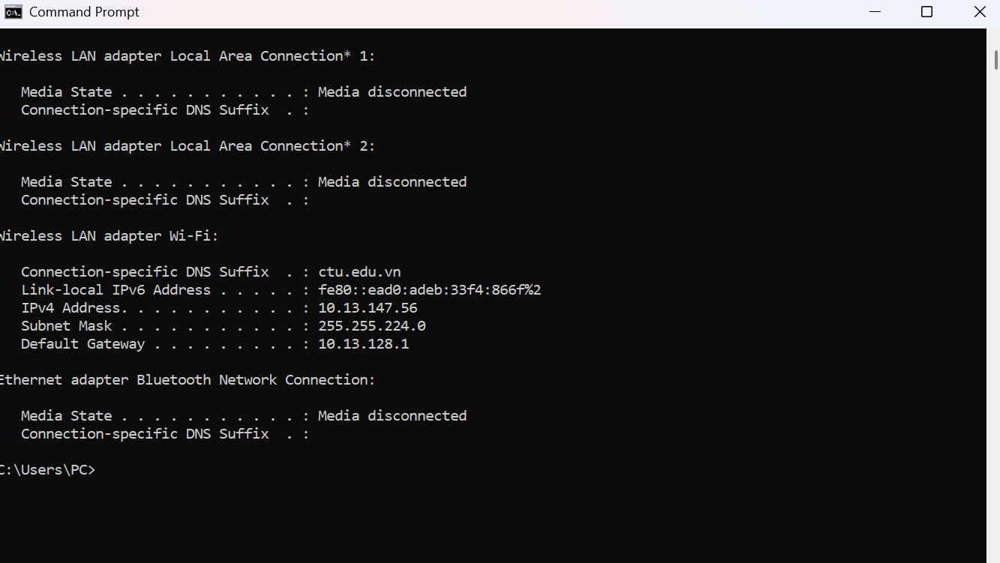 Command Prompt
Wireless LAN adapter Local Area Connection* 1:
Media State . . . . . . . . . . . : Media disconnected
Connection-specific DNS Suffix  . :
Wireless LAN adapter Local Area Connection* 2:
Media State . . . . . . . . . . . : Media disconnected
Connection-specific DNS Suffix  . :
Wireless LAN adapter Wi-Fi:
Connection-specific DNS Suffix  . : ctu.edu.vn
Link-local IPv6 Address . . . . . : fe80::ead0:adeb:33f4:866f%2
IPv4 Address. . . . . . . . . . . : 10.13.147.56
Subnet Mask . . . . . . . . . . . : 255.255.224.0
Default Gateway . . . . . . . . . : 10.13.128.1
Ethernet adapter Bluetooth Network Connection:
Media State . . . . . . . . . . . : Media disconnected
Connection-specific DNS Suffix  . :
C:\Users\PC>